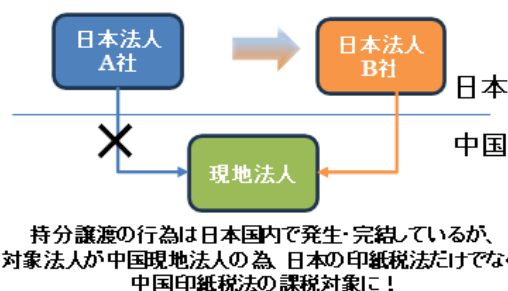 日本法人
A社
日本法人
B社
日本
中国
現地法人
持分譲渡の行為は日本国内で発生・完結しているが、
対象法人が中国現地法人の為、日本の印紙税法だけでな
中国印紙税法の課税対象に！